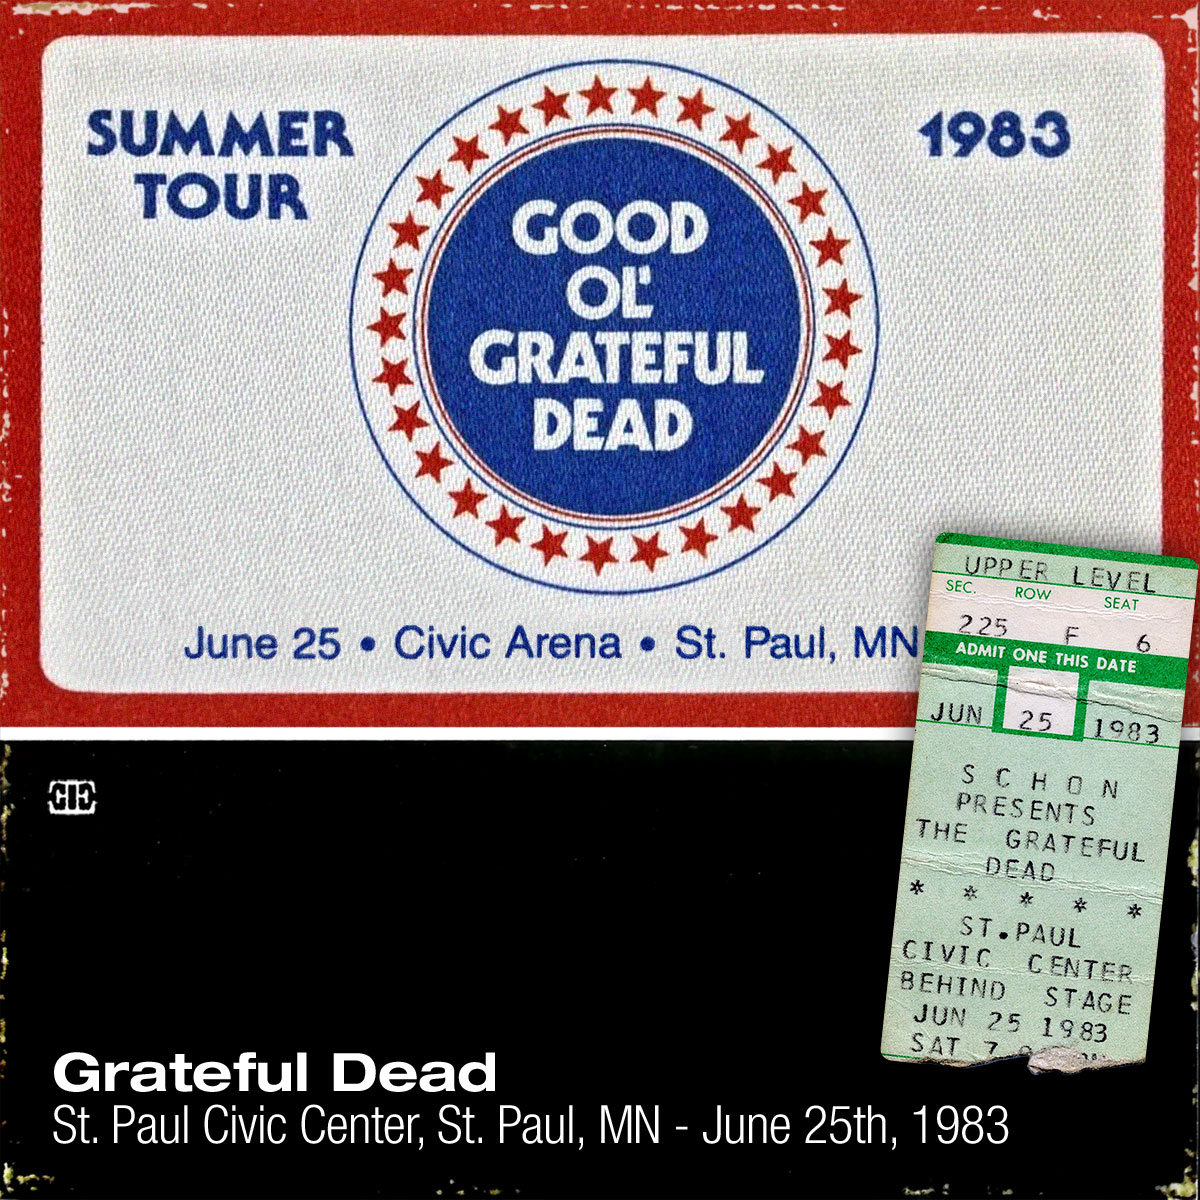 SUMMER
TOUR
1983
GOOD
OL'
GRATEFUL
DEAD
June 25 • Civic Arena • St. Paul, MN
UPPER LEVEL
SEC. ROW SEAT
225 F 6
ADMIT ONE THIS DATE
JUN 25 1983
SCHON
PRESENTS
THE GRATEFUL
DEAD
* * * * *
ST.PAUL
CIVIC CENTER
BEHIND STAGE
JUN 25 1983
SAT
Grateful Dead
St. Paul Civic Center, St. Paul, MN - June 25th, 1983